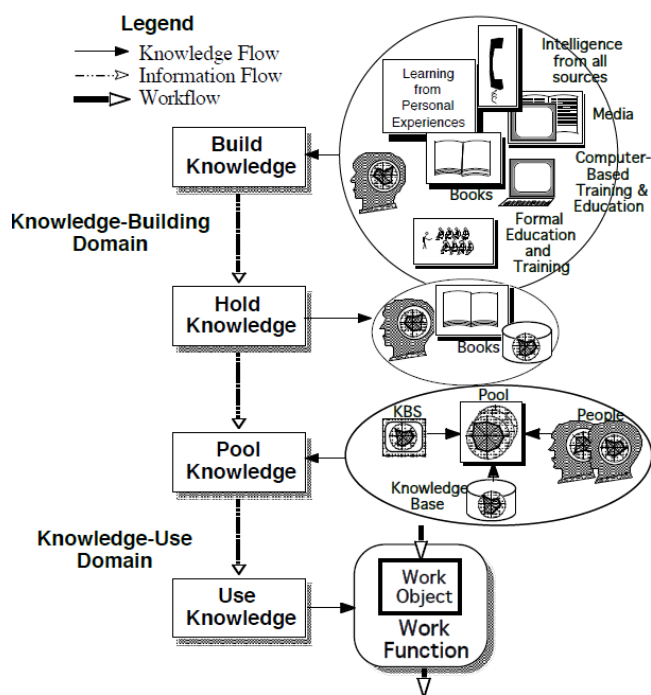 Legend
Knowledge Flow
Information Flow
Workflow
Intelligence
from all
sources
Learning
from
Personal
Experiences
Media
Build
Knowledge
Computer-
Based
Training &
Education
Books
Knowledge-Building
Domain
Formal
Education
and
Training
Hold
Knowledge
Books
Pool
KBS
People
Pool
Knowledge
Knowledge
Base
Knowledge-Use
Domain
Work
Object
Use
Knowledge
Work
Function